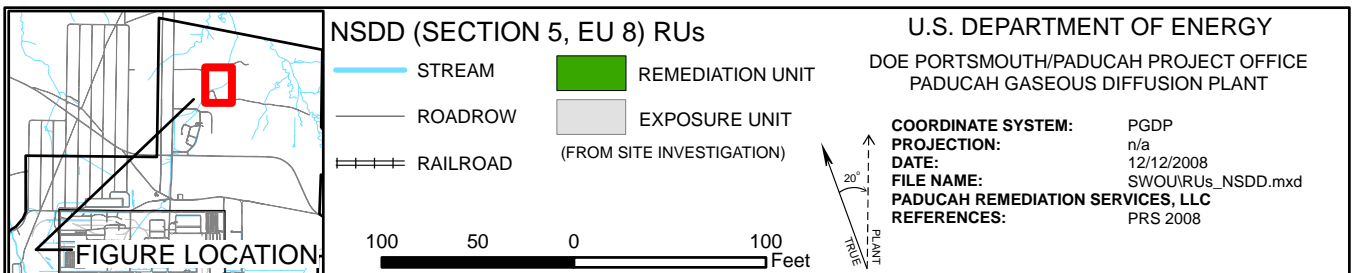 FIGURE LOCATION
NSDD (SECTION 5, EU 8) RUs
STREAM
ROADROW
RAILROAD
REMEDIATION UNIT
EXPOSURE UNIT
(FROM SITE INVESTIGATION)
100 50 0 100
Feet
U.S. DEPARTMENT OF ENERGY
DOE PORTSMOUTH/PADUCAH PROJECT OFFICE
PADUCAH GASEOUS DIFFUSION PLANT
20°
TRUE
PLANT
COORDINATE SYSTEM: PGDP
PROJECTION: n/a
DATE: 12/12/2008
FILE NAME: SWOU\RUs_NSDD.mxd
PADUCAH REMEDIATION SERVICES, LLC
REFERENCES: PRS 2008